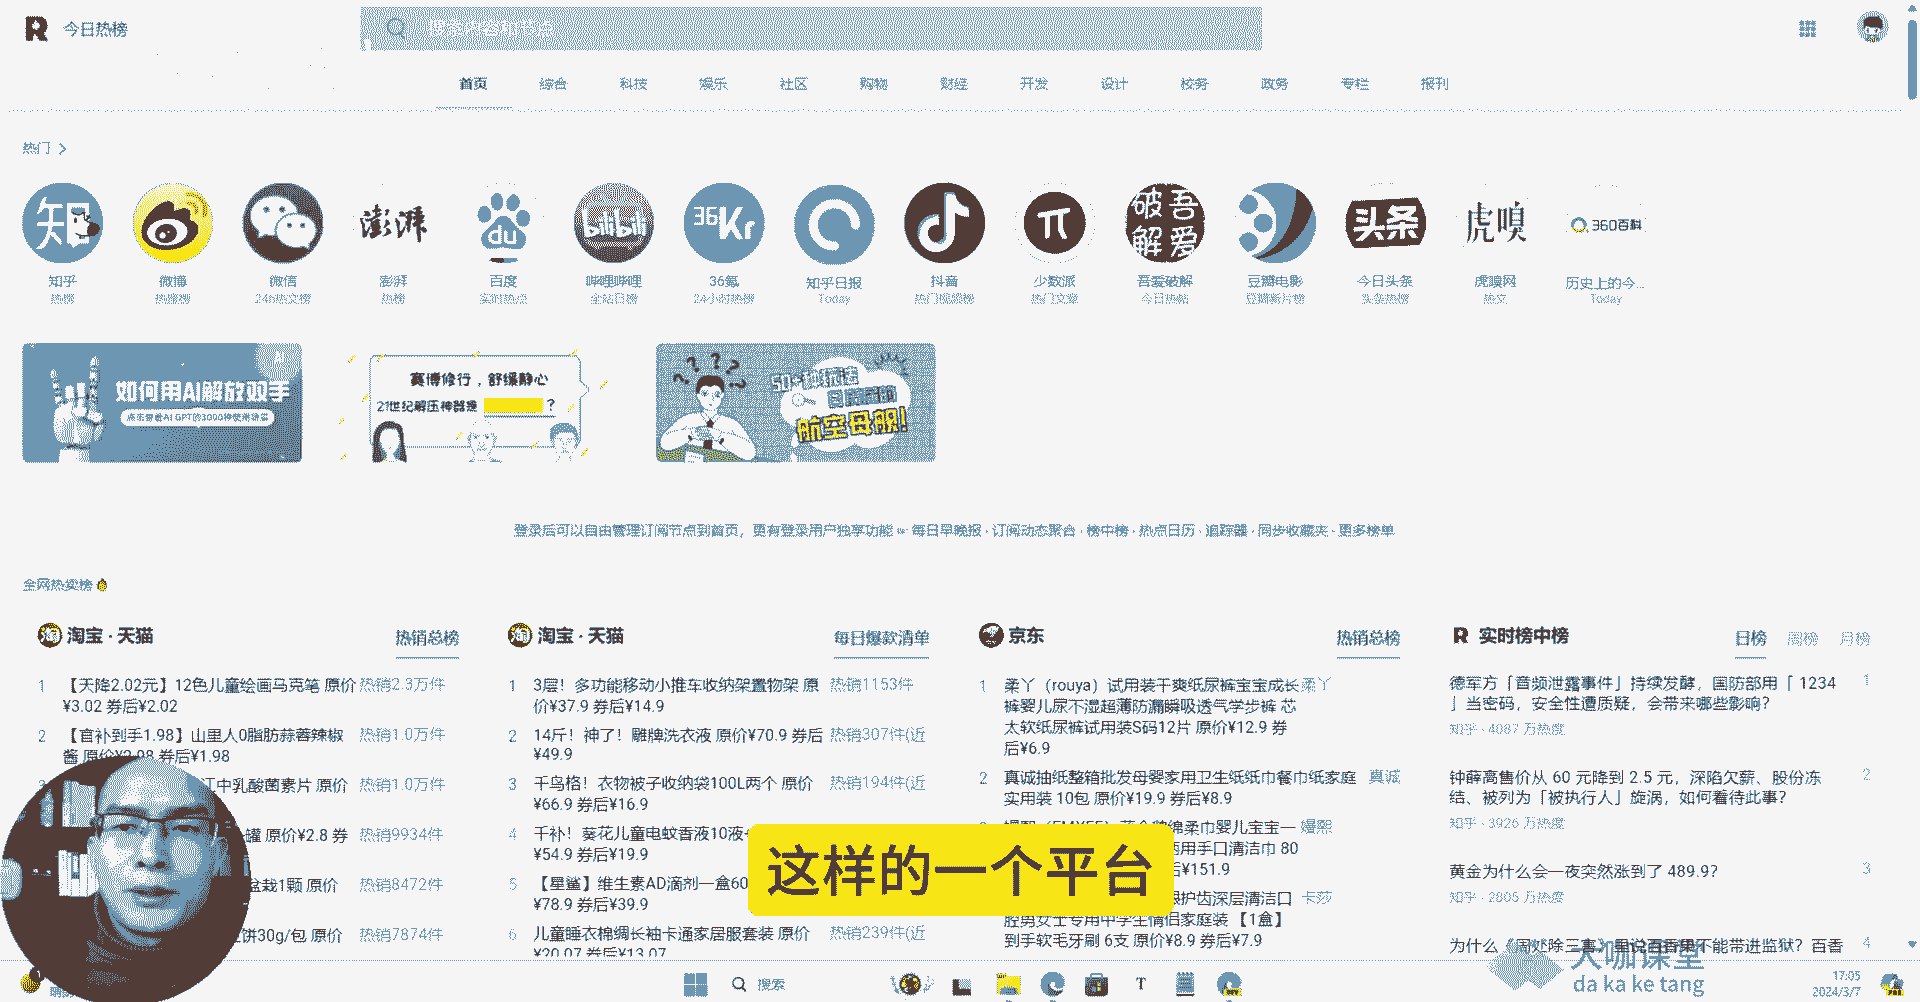 今日热榜
搜索内容和节点
首页 综合 科技 娱乐 社区 购物 财经 开发 设计 校务 政务 专栏 报刊
热门
知
澎湃
du
bilibili
36Kr
破吾解爱
头条
虎嗅
360百科
知乎 微博 微信 澎湃 百度 哔哩哔哩 36氪 知乎日报 抖音 少数派 吾爱破解 豆瓣电影 今日头条 虎嗅网 历史上的今...
热榜 热搜榜 24h热文榜 热榜 实时热点 全站日榜 24小时热榜 Today 热门视频榜 热门文章 今日热帖 豆瓣新片榜 头条热榜 热文 Today
如何用AI解放双手
赛博修行，舒缓静心
21世纪解压神器是 ？
50+种玩法
航空母舰!
登录后可以自由管理订阅节点到首页，更有登录用户独享功能 每日早晚报 · 订阅动态聚合 · 榜中榜 · 热点日历 · 追踪器 · 同步收藏夹 · 更多榜单
全网热卖榜
淘宝 · 天猫 热销总榜
1 【天降2.02元】12色儿童绘画马克笔 原价 热销2.3万件
¥3.02 券后¥2.02
2 【官补到手1.98】山里人0脂肪蒜蓉辣椒 热销1.0万件
酱 原价¥2.98 券后¥1.98
江中乳酸菌素片 原价 热销1.0万件
罐 原价¥2.8 券 热销9934件
盆栽1颗 原价 热销8472件
饼30g/包 原价 热销7874件
淘宝 · 天猫 每日爆款清单
1 3层！多功能移动小推车收纳架置物架 原 热销1153件
价¥37.9 券后¥14.9
2 14斤！神了！雕牌洗衣液 原价¥70.9 券后 热销307件(近
¥49.9
3 千鸟格！衣物被子收纳袋100L两个 原价 热销194件(近
¥66.9 券后¥16.9
4 千补！葵花儿童电蚊香液10液
¥54.9 券后¥19.9
5 【星鲨】维生素AD滴剂一盒60
¥78.9 券后¥39.9
6 儿童睡衣棉绸长袖卡通家居服套装 原价 热销239件(近
¥20.07 券后¥13.07
京东 热销总榜
1 柔丫（rouya）试用装干爽纸尿裤宝宝成长 柔丫
裤婴儿尿不湿超薄防漏瞬吸透气学步裤 芯
太软纸尿裤试用装S码12片 原价¥12.9 券
后¥6.9
2 真诚抽纸整箱批发母婴家用卫生纸纸巾餐巾纸家庭 真诚
实用装 10包 原价¥19.9 券后¥8.9
绵柔巾婴儿宝宝一 嫚熙
两用手口清洁巾 80
后¥151.9
护齿深层清洁口 卡莎
腔男女士专用中学生情侣家庭装 【1盒】
到手软毛牙刷 6支 原价¥8.9 券后¥7.9
实时榜中榜 日榜 周榜 月榜
德军方「音频泄露事件」持续发酵，国防部用「 1234 1
」当密码，安全性遭质疑，会带来哪些影响？
知乎 · 4087 万热度
钟薛高售价从 60 元降到 2.5 元，深陷欠薪、股份冻 2
结、被列为「被执行人」旋涡，如何看待此事？
知乎 · 3926 万热度
黄金为什么会一夜突然涨到了 489.9？ 3
知乎 · 2805 万热度
为什么《周处除三害》里说百香果不能带进监狱？百香 4
这样的一个平台
大咖课堂
da ka ke tang
搜索
17:05
2024/3/7